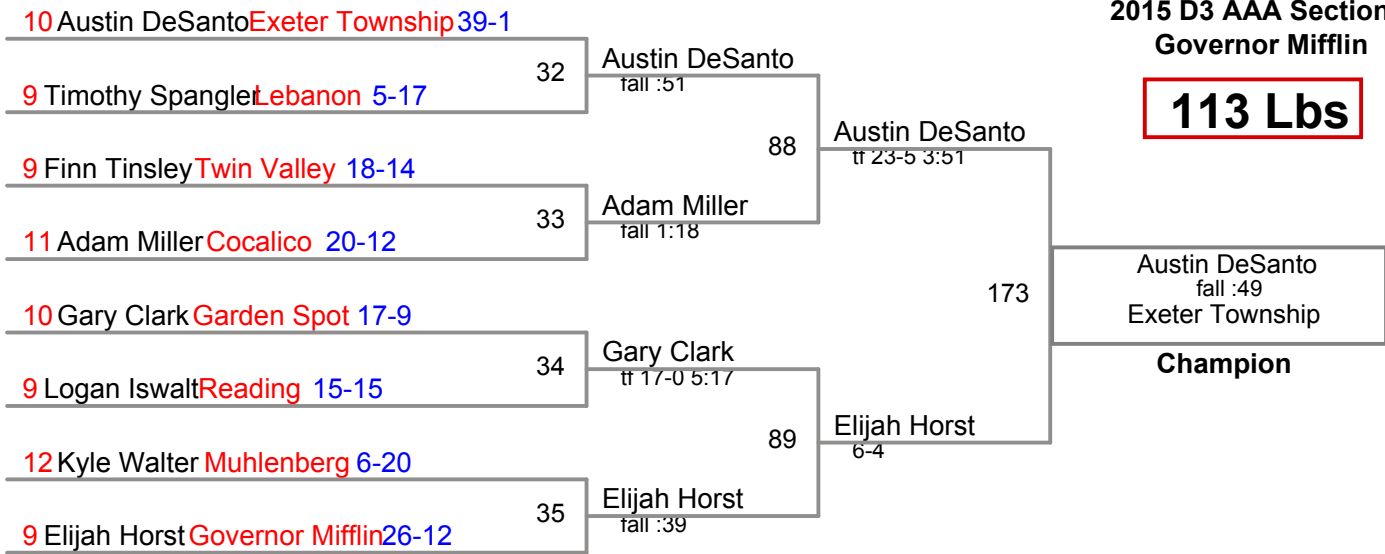 2015 D3 AAA Section
Governor Mifflin
113 Lbs
10 Austin DeSanto Exeter Township 39-1
9 Timothy Spangler Lebanon 5-17
9 Finn Tinsley Twin Valley 18-14
11 Adam Miller Cocalico 20-12
10 Gary Clark Garden Spot 17-9
9 Logan Iswalt Reading 15-15
12 Kyle Walter Muhlenberg 6-20
9 Elijah Horst Governor Mifflin 26-12
32
33
34
35
Austin DeSanto
fall :51
Adam Miller
fall 1:18
Gary Clark
tf 17-0 5:17
Elijah Horst
fall :39
88
89
Austin DeSanto
tf 23-5 3:51
Elijah Horst
6-4
173
Austin DeSanto
fall :49
Exeter Township
Champion